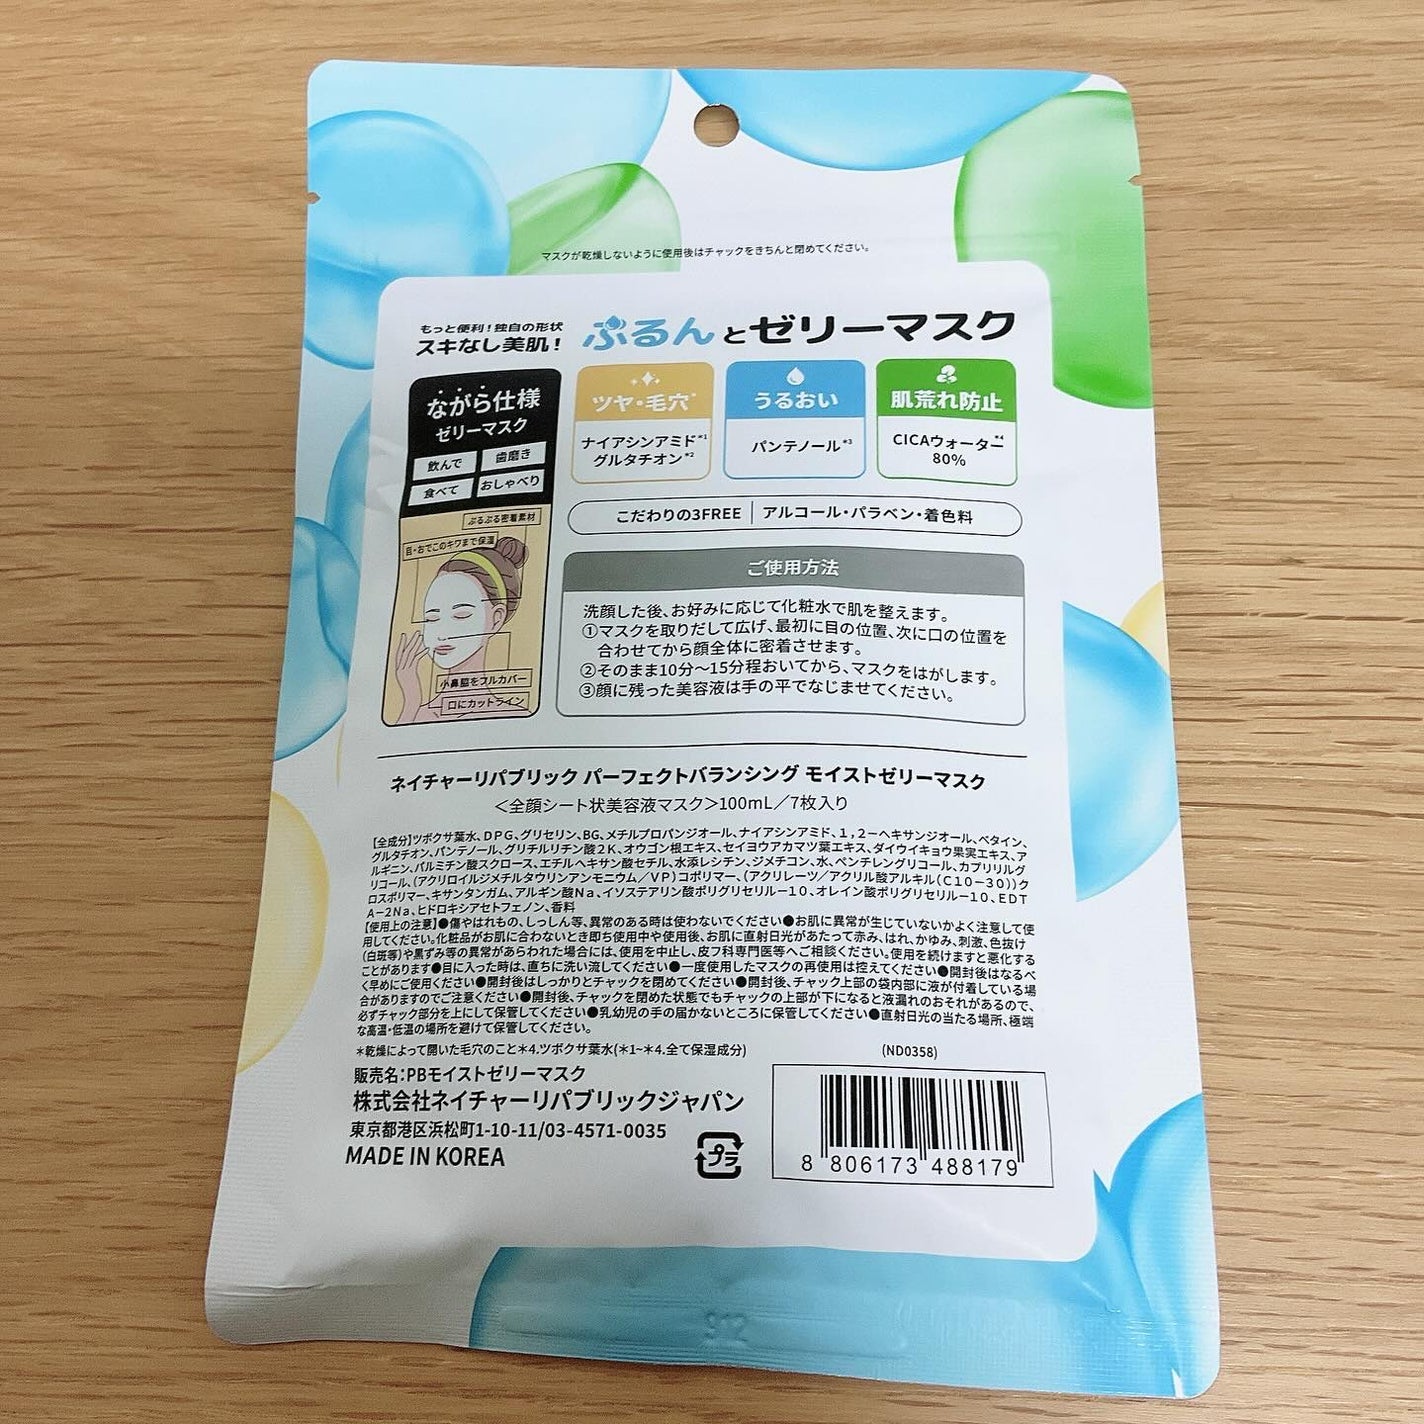 マスクが乾燥しないように使用後はチャックをきちんと閉めてください。
もっと便利！独自の形状
スキなし美肌！
ぷるんとゼリーマスク
ながら仕様
ゼリーマスク
飲んで 歯磨き
食べて おしゃべり
ぷるぷる密着素材
目・おでこのキワまで保湿
小鼻脇をフルカバー
口にカットライン
ツヤ・毛穴*
ナイアシンアミド*1
グルタチオン*2
うるおい
パンテノール*3
肌荒れ防止
CICAウォーター*4
80%
こだわりの3FREE｜アルコール・パラベン・着色料
ご使用方法
洗顔した後、お好みに応じて化粧水で肌を整えます。
①マスクを取りだして広げ、最初に目の位置、次に口の位置を
合わせてから顔全体に密着させます。
②そのまま10分～15分程おいてから、マスクをはがします。
③顔に残った美容液は手の平でなじませてください。
ネイチャーリパブリック パーフェクトバランシング モイストゼリーマスク
＜全顔シート状美容液マスク＞100mL／7枚入り
【全成分】ツボクサ葉水、DPG、グリセリン、BG、メチルプロパンジオール、ナイアシンアミド、1,2－ヘキサンジオール、ベタイン、
グルタチオン、パンテノール、グリチルリチン酸2K、オウゴン根エキス、セイヨウアカマツ葉エキス、ダイウイキョウ果実エキス、ア
ルギニン、パルミチン酸スクロース、エチルヘキサン酸セチル、水添レシチン、ジメチコン、水、ペンチレングリコール、カプリリルグ
リコール、（アクリロイルジメチルタウリンアンモニウム／VP）コポリマー、（アクリレーツ／アクリル酸アルキル（C10－30））ク
ロスポリマー、キサンタンガム、アルギン酸Na、イソステアリン酸ポリグリセリル－10、オレイン酸ポリグリセリル－10、EDT
A－2Na、ヒドロキシアセトフェノン、香料
【使用上の注意】●傷やはれもの、しっしん等、異常のある時は使わないでください●お肌に異常が生じていないかよく注意して使
用してください。化粧品がお肌に合わないとき即ち使用中や使用後、お肌に直射日光があたって赤み、はれ、かゆみ、刺激、色抜け
(白斑等)や黒ずみ等の異常があらわれた場合には、使用を中止し、皮フ科専門医等へご相談ください。使用を続けますと悪化する
ことがあります●目に入った時は、直ちに洗い流してください●一度使用したマスクの再使用は控えてください●開封後はなるべ
く早めにご使用ください●開封後はしっかりとチャックを閉めてください●開封後、チャック上部の袋内部に液が付着している場
合がありますのでご注意ください●開封後、チャックを閉めた状態でもチャックの上部が下になると液漏れのおそれがあるので、
必ずチャック部分を上にして保管してください●乳幼児の手の届かないところに保管してください●直射日光の当たる場所、極端
な高温・低温の場所を避けて保管してください。
＊乾燥によって開いた毛穴のこと＊4.ツボクサ葉水(＊1~＊4.全て保湿成分)
(ND0358)
販売名：PBモイストゼリーマスク
株式会社ネイチャーリパブリックジャパン
東京都港区浜松町1-10-11/03-4571-0035
MADE IN KOREA
プラ
8 806173 488179